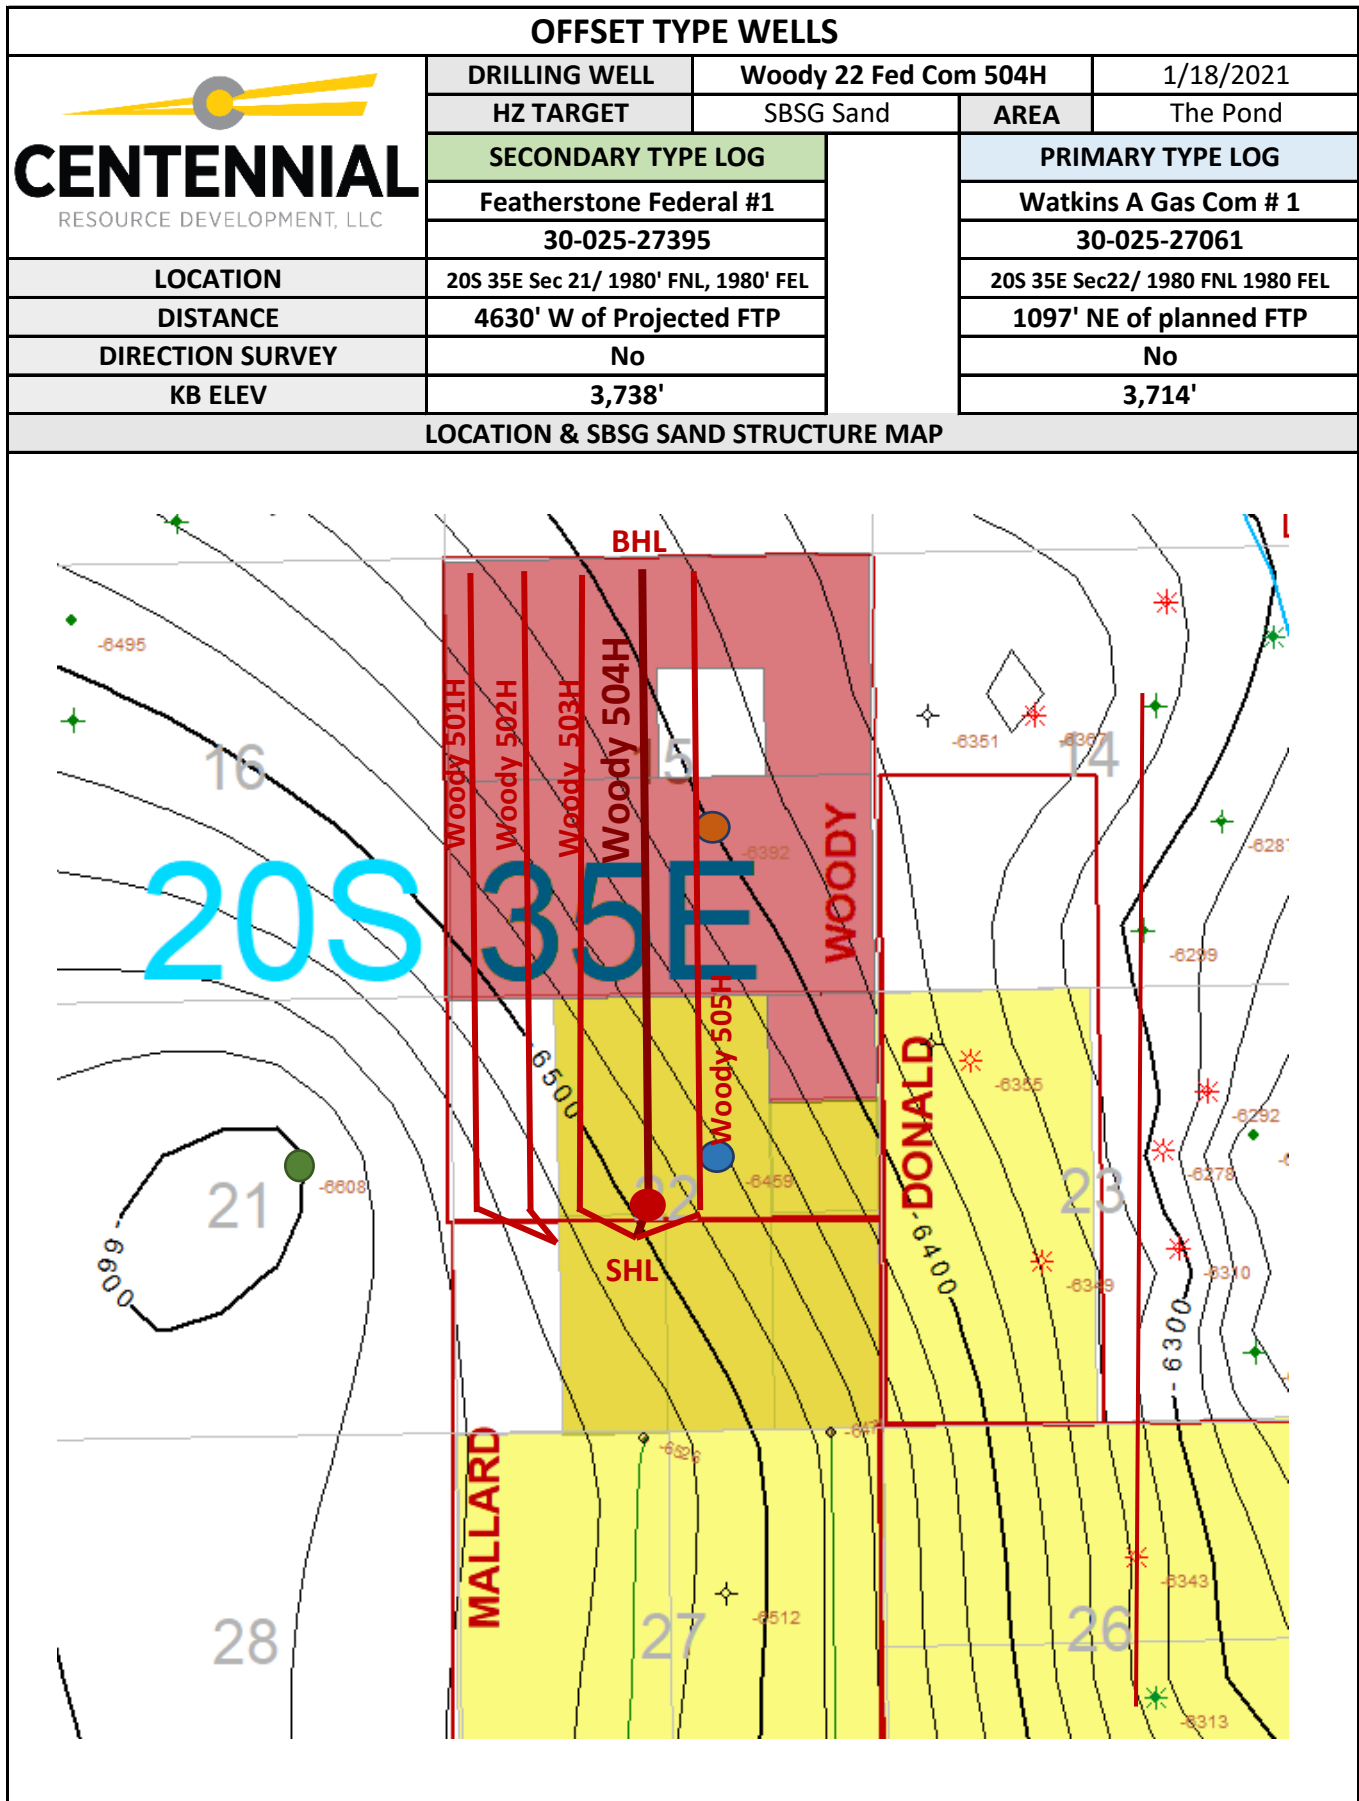 OFFSET TYPE WELLS
CENTENNIAL
RESOURCE DEVELOPMENT, LLC
DRILLING WELL Woody 22 Fed Com 504H 1/18/2021
HZ TARGET SBSG Sand AREA The Pond
SECONDARY TYPE LOG PRIMARY TYPE LOG
Featherstone Federal #1 Watkins A Gas Com # 1
30-025-27395 30-025-27061
LOCATION 20S 35E Sec 21/ 1980' FNL, 1980' FEL 20S 35E Sec22/ 1980 FNL 1980 FEL
DISTANCE 4630' W of Projected FTP 1097' NE of planned FTP
DIRECTION SURVEY No No
KB ELEV 3,738' 3,714'
LOCATION & SBSG SAND STRUCTURE MAP
BHL
-6495
Woody 501H
Woody 502H
Woody 503H
Woody 504H
16
15
-6351
-6367
14
-6392
-6287
WOODY
20S 35E
-6299
Woody 505H
-6500
DONALD
-6355
-6292
21
-6608
22
-6459
23
-6278
-6600
SHL
-6400
-6349
-6310
-6300
MALLARD
-6526
28
27
-6512
26
-6343
-6313